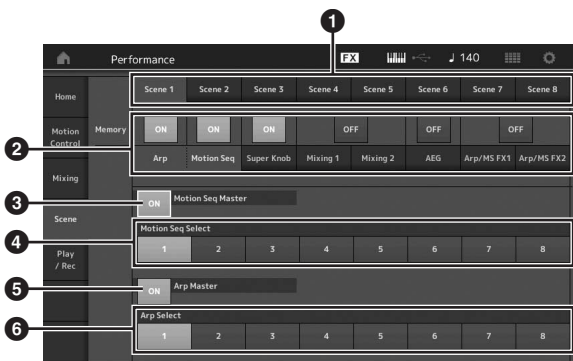 1
Performance FX 140
Scene 1 Scene 2 Scene 3 Scene 4 Scene 5 Scene 6 Scene 7 Scene 8
Home
Motion Control
Memory
2
ON ON ON OFF OFF OFF
Arp Motion Seq Super Knob Mixing 1 Mixing 2 AEG Arp/MS FX1 Arp/MS FX2
Mixing
3
ON Motion Seq Master
Scene
4
Motion Seq Select
1 2 3 4 5 6 7 8
Play / Rec
5
ON Arp Master
6
Arp Select
1 2 3 4 5 6 7 8